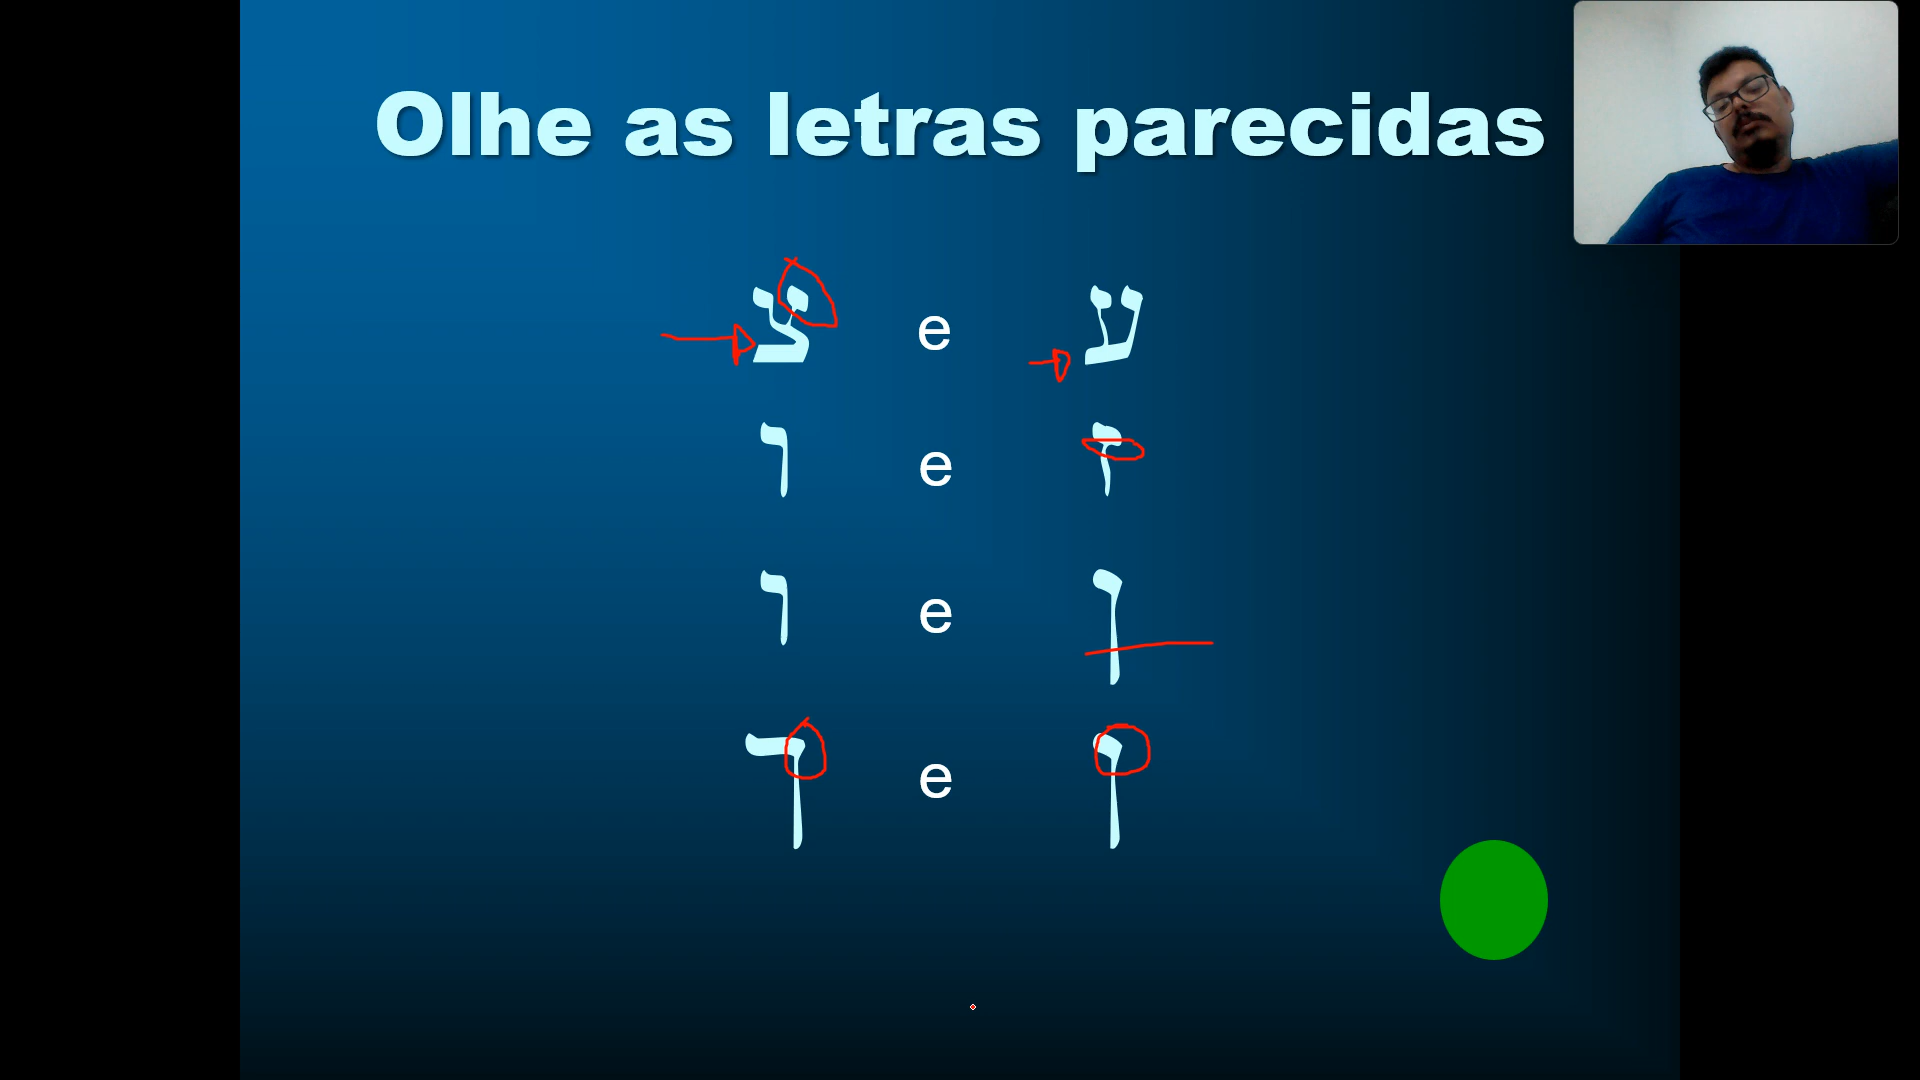 Olhe as letras parecidas
צ e ע
ו e ז
ו e ן
ך e ן